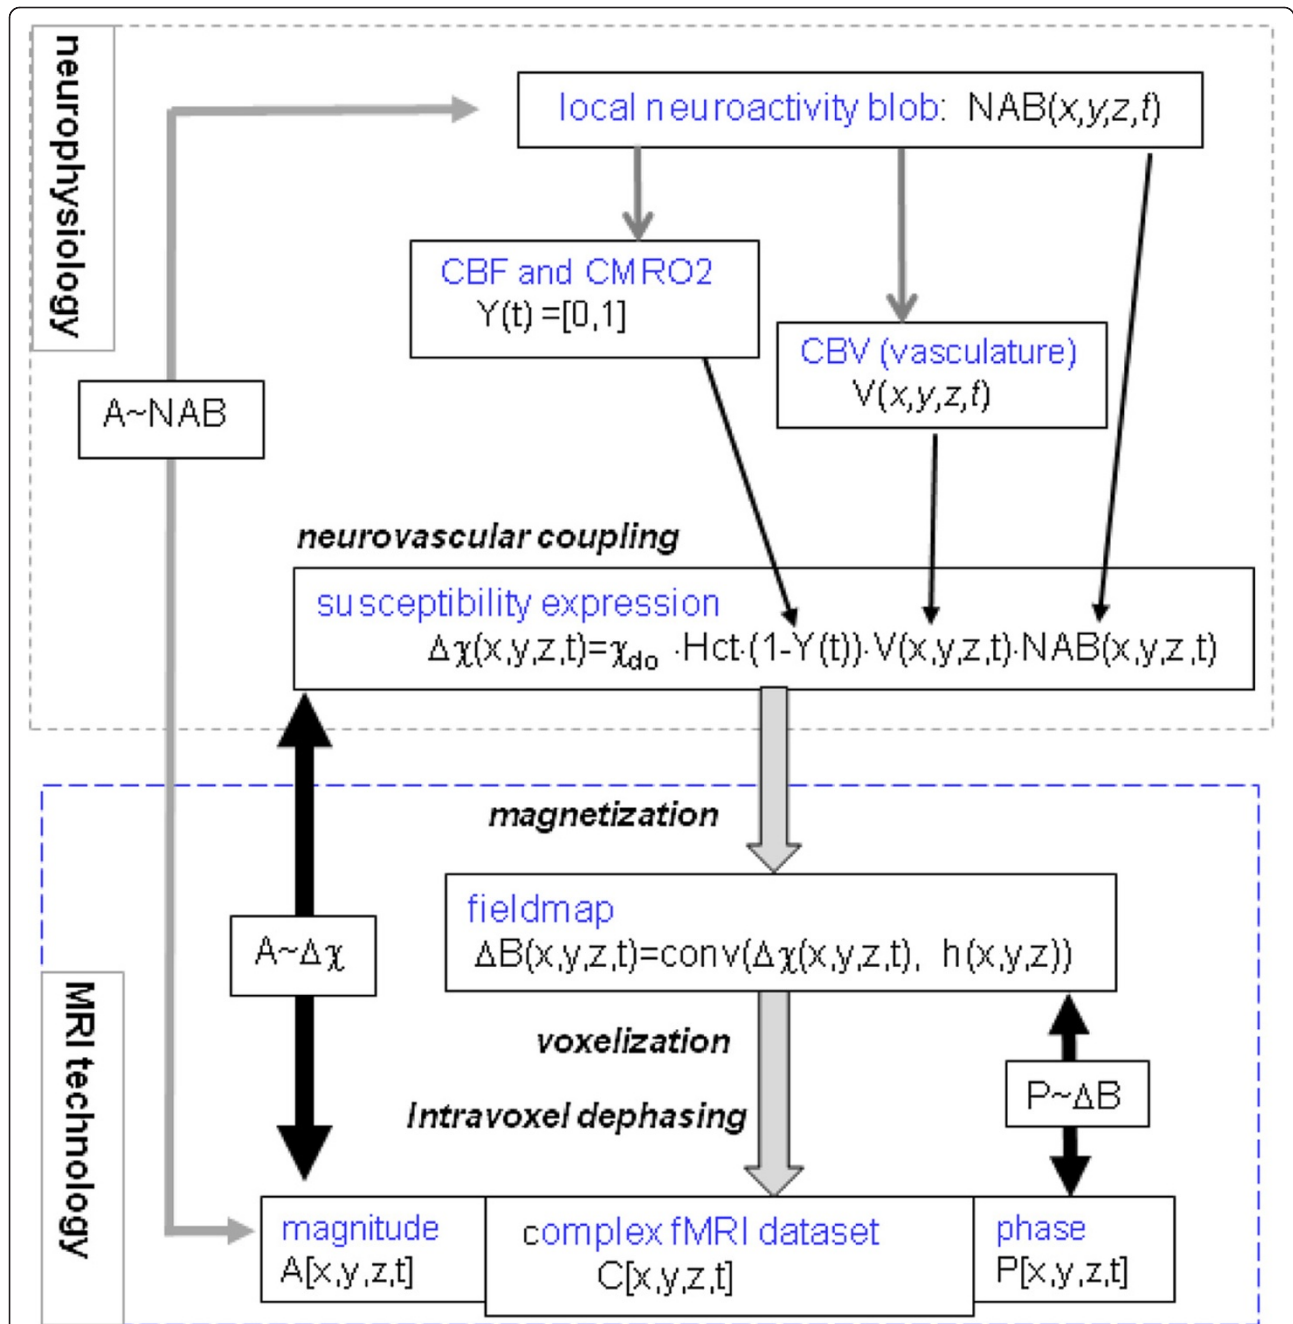 neurophysiology
local neuroactivity blob: NAB(x,y,z,t)
CBF and CMRO2
Y(t) =[0,1]
CBV (vasculature)
V(x,y,z,t)
A~NAB
neurovascular coupling
susceptibility expression
Δχ(x,y,z,t)=χdo ·Hct·(1-Y(t))·V(x,y,z,t)·NAB(x,y,z,t)
magnetization
fieldmap
ΔB(x,y,z,t)=conv(Δχ(x,y,z,t), h(x,y,z))
A~Δχ
MRI technology
voxelization
P~ΔB
Intravoxel dephasing
magnitude
A[x,y,z,t]
complex fMRI dataset
C[x,y,z,t]
phase
P[x,y,z,t]